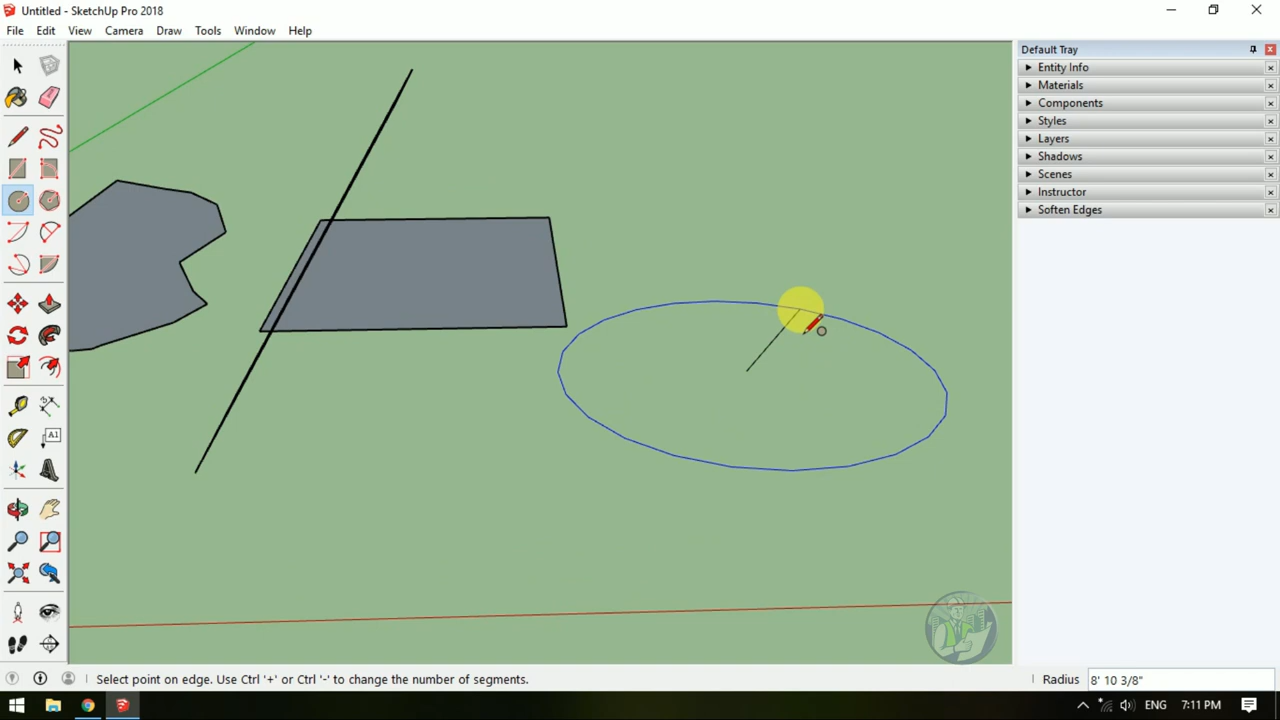 Untitled - SketchUp Pro 2018
File Edit View Camera Draw Tools Window Help
Default Tray
Entity Info
Materials
Components
Styles
Layers
Shadows
Scenes
Instructor
Soften Edges
A1
Select point on edge. Use Ctrl '+' or Ctrl '-' to change the number of segments.
Radius 8' 10 3/8"
ENG 7:11 PM